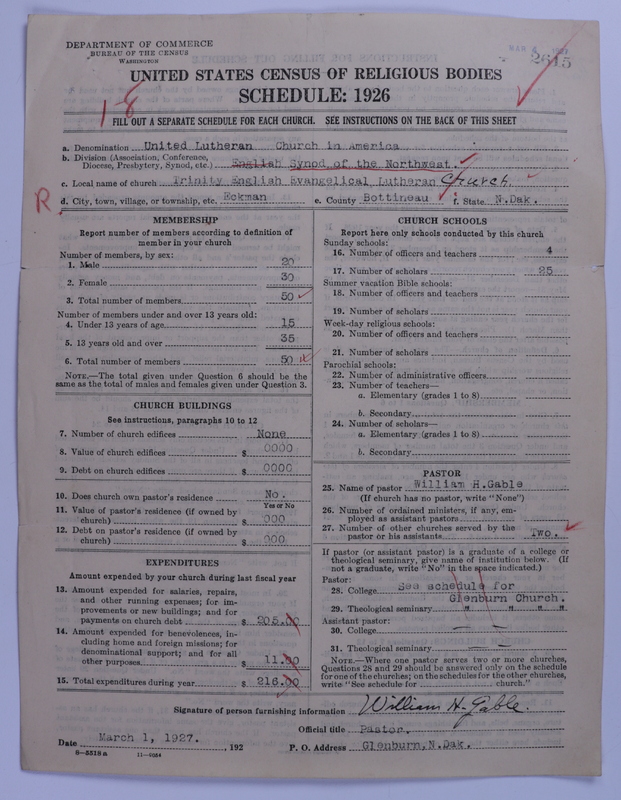 DEPARTMENT OF COMMERCE
BUREAU OF THE CENSUS
WASHINGTON
MAR 4 1927
2615
UNITED STATES CENSUS OF RELIGIOUS BODIES
SCHEDULE: 1926
1-8
FILL OUT A SEPARATE SCHEDULE FOR EACH CHURCH. SEE INSTRUCTIONS ON THE BACK OF THIS SHEET
a. Denomination United Lutheran Church in America
b. Division (Association, Conference, Diocese, Presbytery, Synod, etc.) English Synod of the Northwest.
c. Local name of church Trinity English Evangelical Lutheran Church.
R
d. City, town, village, or township, etc. Eckman e. County Bottineau f. State N.Dak.
MEMBERSHIP
Report number of members according to definition of
member in your church
Number of members, by sex:
1. Male 20
2. Female 30
3. Total number of members 50
Number of members under and over 13 years old:
4. Under 13 years of age 15
5. 13 years old and over 35
6. Total number of members 50
NOTE.—The total given under Question 6 should be the
same as the total of males and females given under Question 3.
CHURCH BUILDINGS
See instructions, paragraphs 10 to 12
7. Number of church edifices None
8. Value of church edifices $ 0000
9. Debt on church edifices $ 0000
10. Does church own pastor's residence No.
Yes or No
11. Value of pastor's residence (if owned by
church) $ 000
12. Debt on pastor's residence (if owned by
church) $ 000
EXPENDITURES
Amount expended by your church during last fiscal year
13. Amount expended for salaries, repairs,
and other running expenses; for im-
provements or new buildings; and for
payments on church debt $ 205.00
14. Amount expended for benevolences, in-
cluding home and foreign missions; for
denominational support; and for all
other purposes $ 11.00
15. Total expenditures during year $ 216.00
CHURCH SCHOOLS
Report here only schools conducted by this church
Sunday schools:
16. Number of officers and teachers 4
17. Number of scholars 25
Summer vacation Bible schools:
18. Number of officers and teachers
19. Number of scholars
Week-day religious schools:
20. Number of officers and teachers
21. Number of scholars
Parochial schools:
22. Number of administrative officers
23. Number of teachers—
a. Elementary (grades 1 to 8)
b. Secondary
24. Number of scholars—
a. Elementary (grades 1 to 8)
b. Secondary
PASTOR
25. Name of pastor William H.Gable
(If church has no pastor, write "None")
26. Number of ordained ministers, if any, em-
ployed as assistant pastors
27. Number of other churches served by the
pastor or his assistants Two.
If pastor (or assistant pastor) is a graduate of a college or
theological seminary, give name of institution below. (If
not a graduate, write "No" in the space indicated.)
Pastor:
28. College See schedule for
Glenburn Church.
29. Theological seminary " " " "
Assistant pastor:
30. College — —
31. Theological seminary — —
NOTE.—Where one pastor serves two or more churches,
Questions 28 and 29 should be answered only on the schedule
for one of the churches; on the schedules for the other churches,
write "See schedule for church."
Signature of person furnishing information William H. Gable.
Official title Pastor.
Date March 1, 1927. , 192 P. O. Address Glenburn,N.Dak.
8—5518a 11—9054